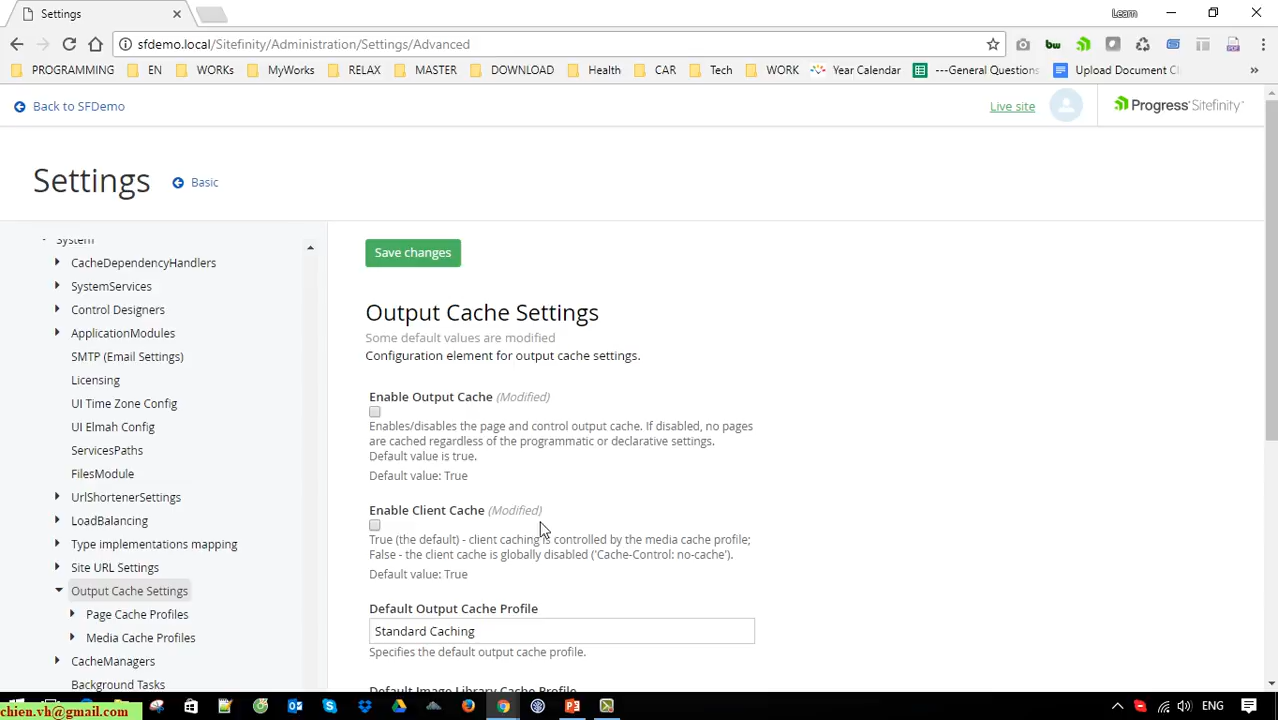 Settings
Learn
sfdemo.local/Sitefinity/Administration/Settings/Advanced
PROGRAMMING
EN
WORKs
MyWorks
RELAX
MASTER
DOWNLOAD
Health
CAR
Tech
WORK
Year Calendar
---General Questions
Upload Document Cl
Back to SFDemo
Live site
Progress Sitefinity
Settings
Basic
System
CacheDependencyHandlers
SystemServices
Control Designers
ApplicationModules
SMTP (Email Settings)
Licensing
UI Time Zone Config
UI Elmah Config
ServicesPaths
FilesModule
UrlShortenerSettings
LoadBalancing
Type implementations mapping
Site URL Settings
Output Cache Settings
Page Cache Profiles
Media Cache Profiles
CacheManagers
Background Tasks
Save changes
Output Cache Settings
Some default values are modified
Configuration element for output cache settings.
Enable Output Cache (Modified)
Enables/disables the page and control output cache. If disabled, no pages
are cached regardless of the programmatic or declarative settings.
Default value is true.
Default value: True
Enable Client Cache (Modified)
True (the default) - client caching is controlled by the media cache profile;
False - the client cache is globally disabled ('Cache-Control: no-cache').
Default value: True
Default Output Cache Profile
Standard Caching
Specifies the default output cache profile.
Default Image Library Cache Profile
chien.vh@gmail.com
ENG